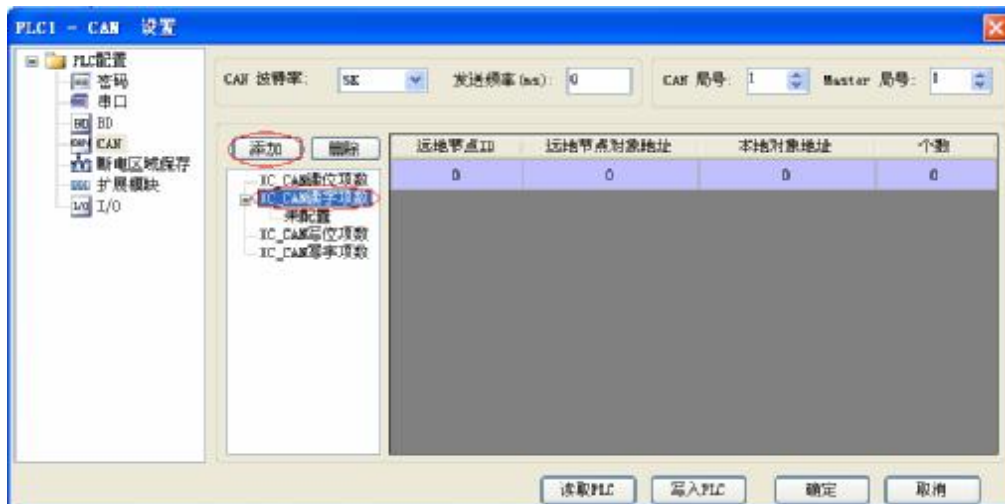 PLC1 - CAN 设置
PLC配置
密码
串口
BD
CAN
断电区域保存
扩展模块
I/O
CAN 波特率: 5K 发送频率(ms): 0 CAN 局号: 1 Master 局号: 1
添加 删除
XC_CAN读位项数
XC_CAN读字项数
未配置
XC_CAN写位项数
XC_CAN写字项数
远地节点ID 远地节点对象地址 本地对象地址 个数
0 0 0 0
读取PLC 写入PLC 确定 取消